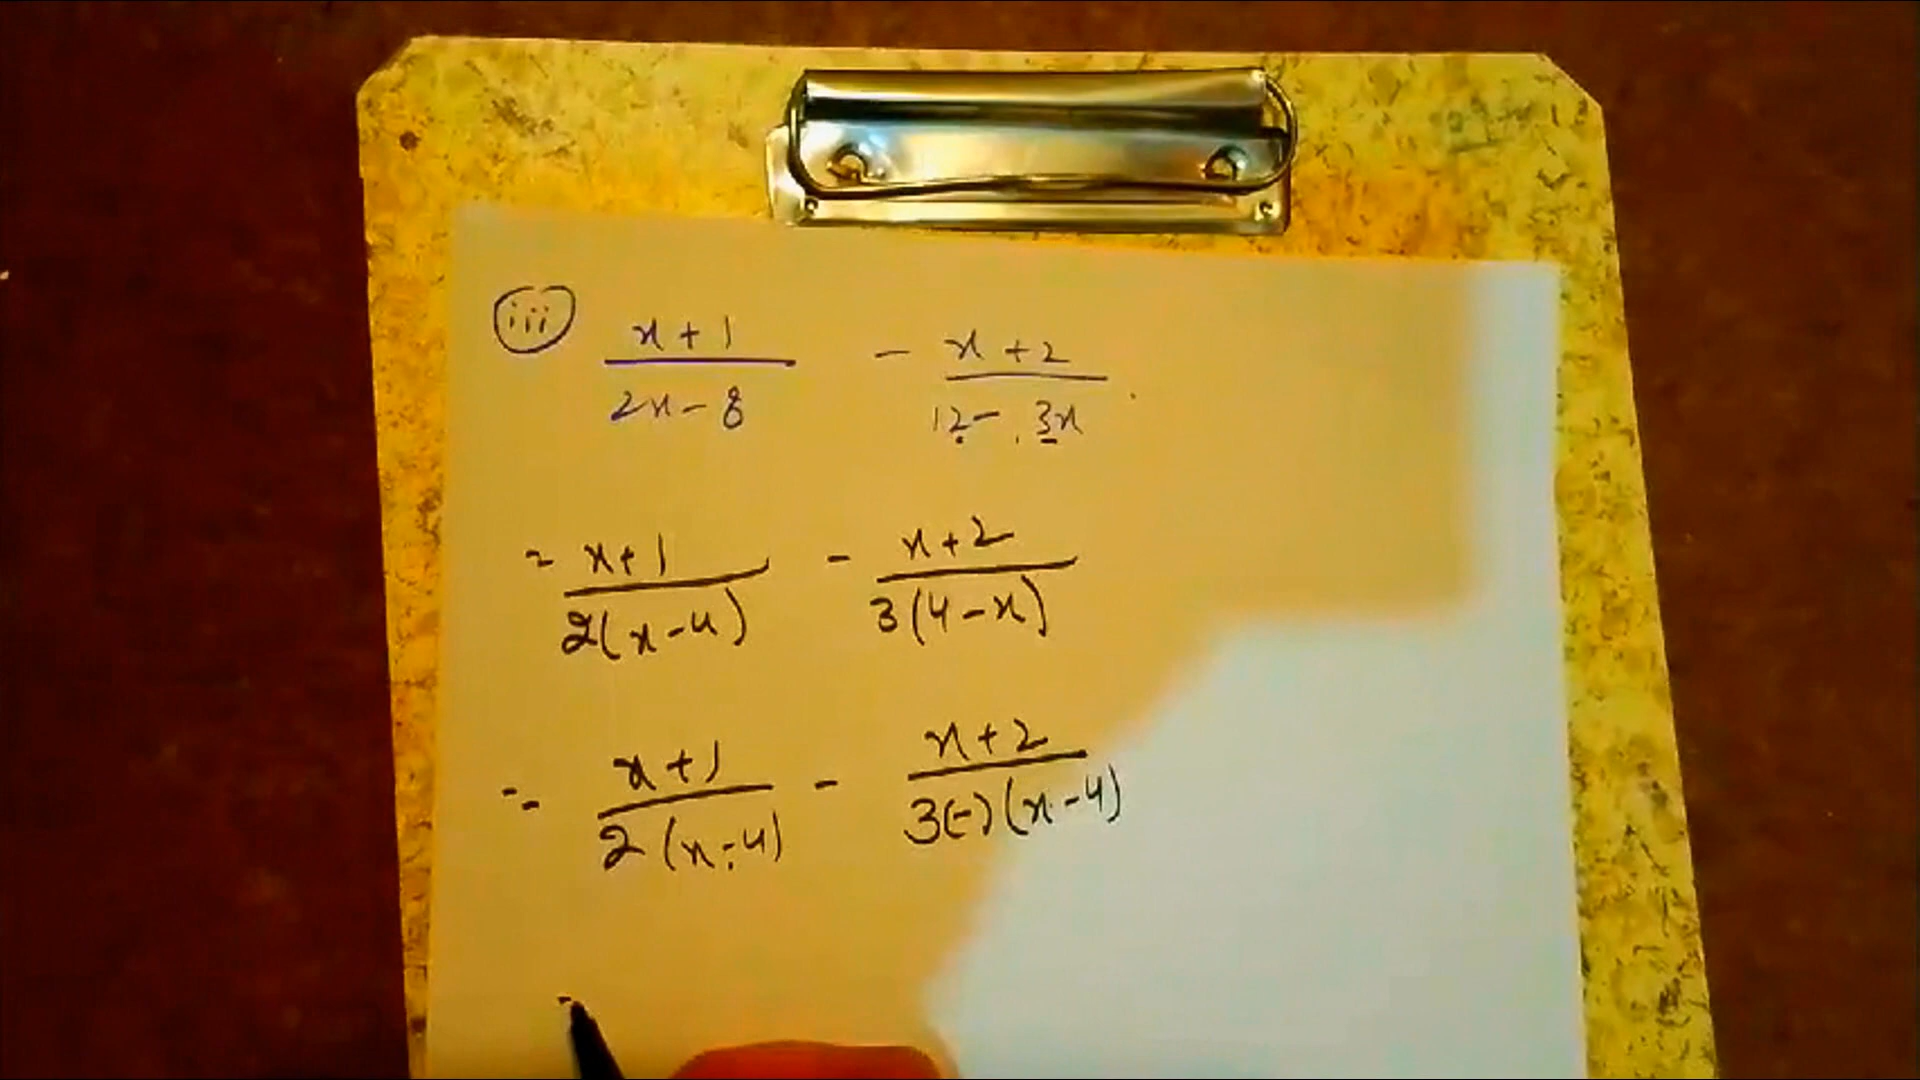 (iii) x+1 / 2x-8 - x+2 / 12-3x
= x+1 / 2(x-4) - x+2 / 3(4-x)
= x+1 / 2(x-4) - x+2 / 3(-)(x-4)
=